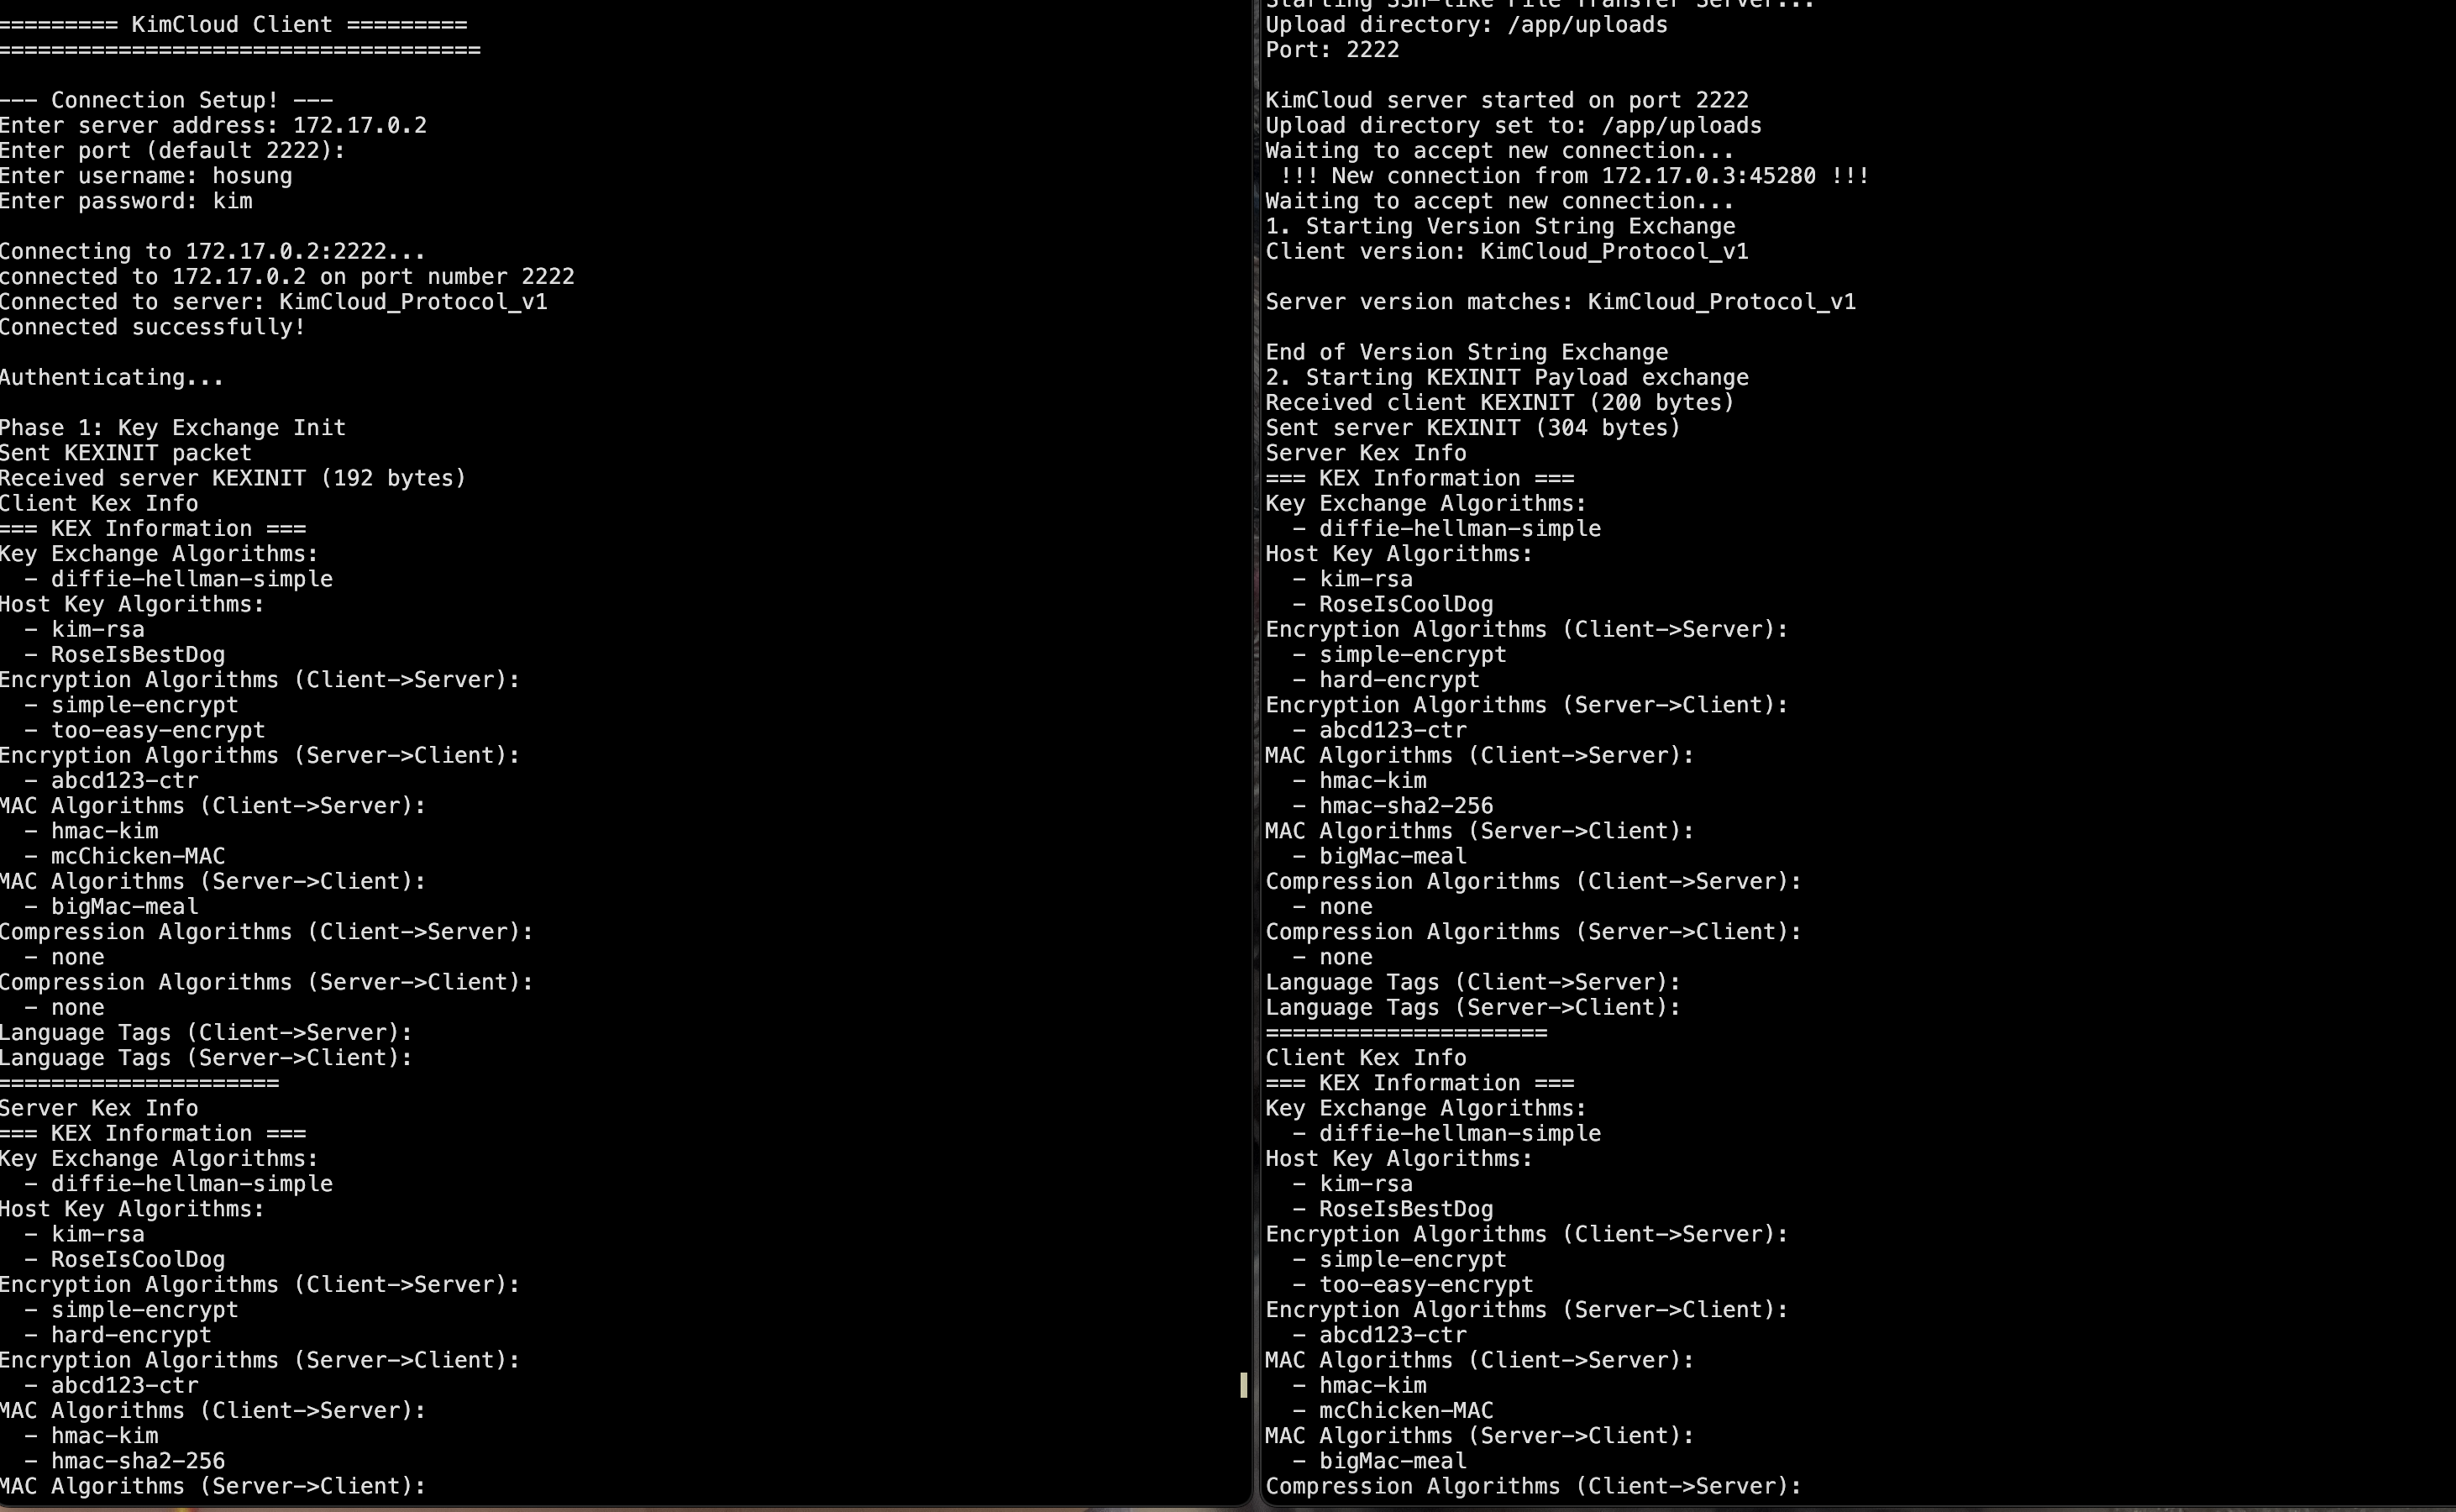 ========= KimCloud Client =========
====================================

--- Connection Setup! ---
Enter server address: 172.17.0.2
Enter port (default 2222):
Enter username: hosung
Enter password: kim

Connecting to 172.17.0.2:2222...
connected to 172.17.0.2 on port number 2222
Connected to server: KimCloud_Protocol_v1
Connected successfully!

Authenticating...

Phase 1: Key Exchange Init
Sent KEXINIT packet
Received server KEXINIT (192 bytes)
Client Kex Info
=== KEX Information ===
Key Exchange Algorithms:
  - diffie-hellman-simple
Host Key Algorithms:
  - kim-rsa
  - RoseIsBestDog
Encryption Algorithms (Client->Server):
  - simple-encrypt
  - too-easy-encrypt
Encryption Algorithms (Server->Client):
  - abcd123-ctr
MAC Algorithms (Client->Server):
  - hmac-kim
  - mcChicken-MAC
MAC Algorithms (Server->Client):
  - bigMac-meal
Compression Algorithms (Client->Server):
  - none
Compression Algorithms (Server->Client):
  - none
Language Tags (Client->Server):
Language Tags (Server->Client):
=====================
Server Kex Info
=== KEX Information ===
Key Exchange Algorithms:
  - diffie-hellman-simple
Host Key Algorithms:
  - kim-rsa
  - RoseIsCoolDog
Encryption Algorithms (Client->Server):
  - simple-encrypt
  - hard-encrypt
Encryption Algorithms (Server->Client):
  - abcd123-ctr
MAC Algorithms (Client->Server):
  - hmac-kim
  - hmac-sha2-256
MAC Algorithms (Server->Client):
Starting SSH-like File Transfer Server...
Upload directory: /app/uploads
Port: 2222

KimCloud server started on port 2222
Upload directory set to: /app/uploads
Waiting to accept new connection...
 !!! New connection from 172.17.0.3:45280 !!!
Waiting to accept new connection...
1. Starting Version String Exchange
Client version: KimCloud_Protocol_v1

Server version matches: KimCloud_Protocol_v1

End of Version String Exchange
2. Starting KEXINIT Payload exchange
Received client KEXINIT (200 bytes)
Sent server KEXINIT (304 bytes)
Server Kex Info
=== KEX Information ===
Key Exchange Algorithms:
  - diffie-hellman-simple
Host Key Algorithms:
  - kim-rsa
  - RoseIsCoolDog
Encryption Algorithms (Client->Server):
  - simple-encrypt
  - hard-encrypt
Encryption Algorithms (Server->Client):
  - abcd123-ctr
MAC Algorithms (Client->Server):
  - hmac-kim
  - hmac-sha2-256
MAC Algorithms (Server->Client):
  - bigMac-meal
Compression Algorithms (Client->Server):
  - none
Compression Algorithms (Server->Client):
  - none
Language Tags (Client->Server):
Language Tags (Server->Client):
=====================
Client Kex Info
=== KEX Information ===
Key Exchange Algorithms:
  - diffie-hellman-simple
Host Key Algorithms:
  - kim-rsa
  - RoseIsBestDog
Encryption Algorithms (Client->Server):
  - simple-encrypt
  - too-easy-encrypt
Encryption Algorithms (Server->Client):
  - abcd123-ctr
MAC Algorithms (Client->Server):
  - hmac-kim
  - mcChicken-MAC
MAC Algorithms (Server->Client):
  - bigMac-meal
Compression Algorithms (Client->Server):